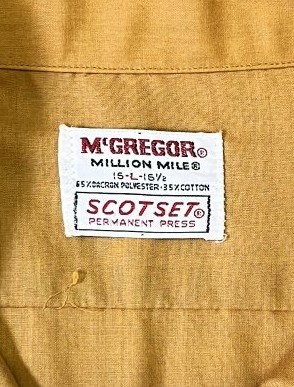 McGREGOR®
MILLION MILE®
15-L-15½
65% DACRON POLYESTER·35% COTTON
SCOTSET®
PERMANENT PRESS